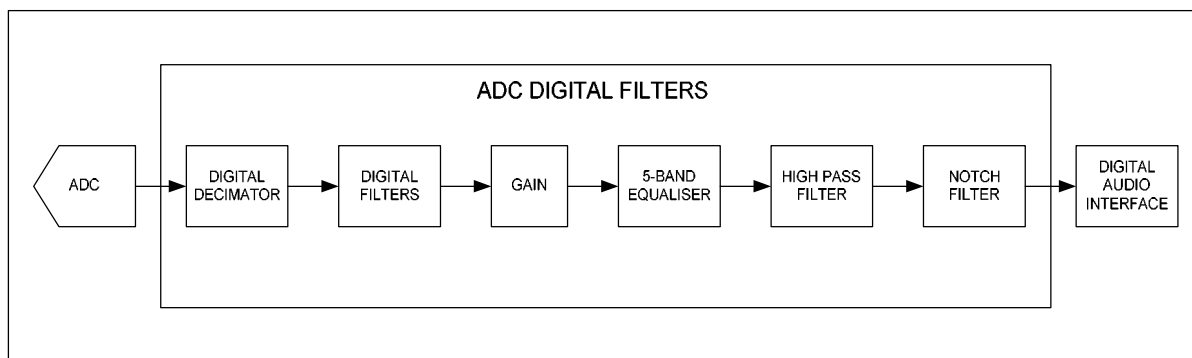 ADC DIGITAL FILTERS
ADC
DIGITAL
DECIMATOR
DIGITAL
FILTERS
GAIN
5-BAND
EQUALISER
HIGH PASS
FILTER
NOTCH
FILTER
DIGITAL
AUDIO
INTERFACE